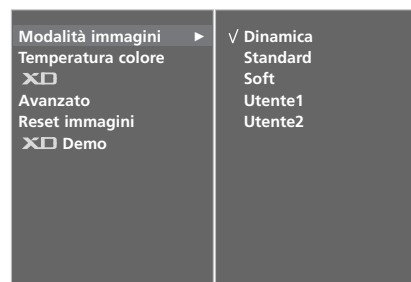 Modalità immagini ►
Temperatura colore
XD
Avanzato
Reset immagini
XD Demo
√ Dinamica
Standard
Soft
Utente1
Utente2